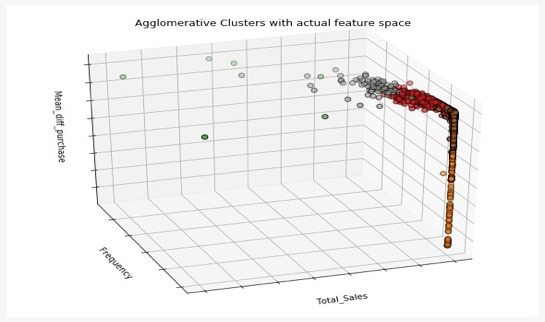 Agglomerative Clusters with actual feature space
Mean_diff_purchase
Frequency
Total_Sales